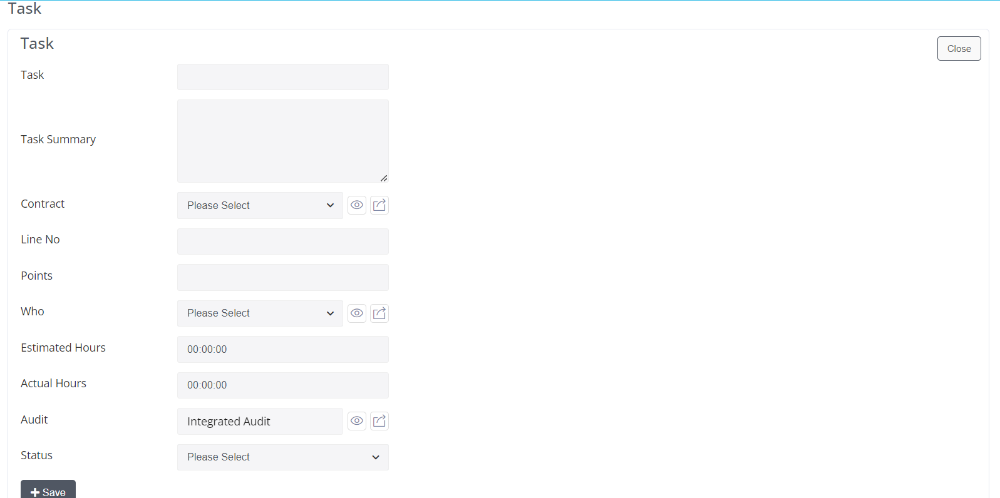 Task
Task
Close
Task
Task Summary
Contract Please Select
Line No
Points
Who Please Select
Estimated Hours 00:00:00
Actual Hours 00:00:00
Audit Integrated Audit
Status Please Select
Save